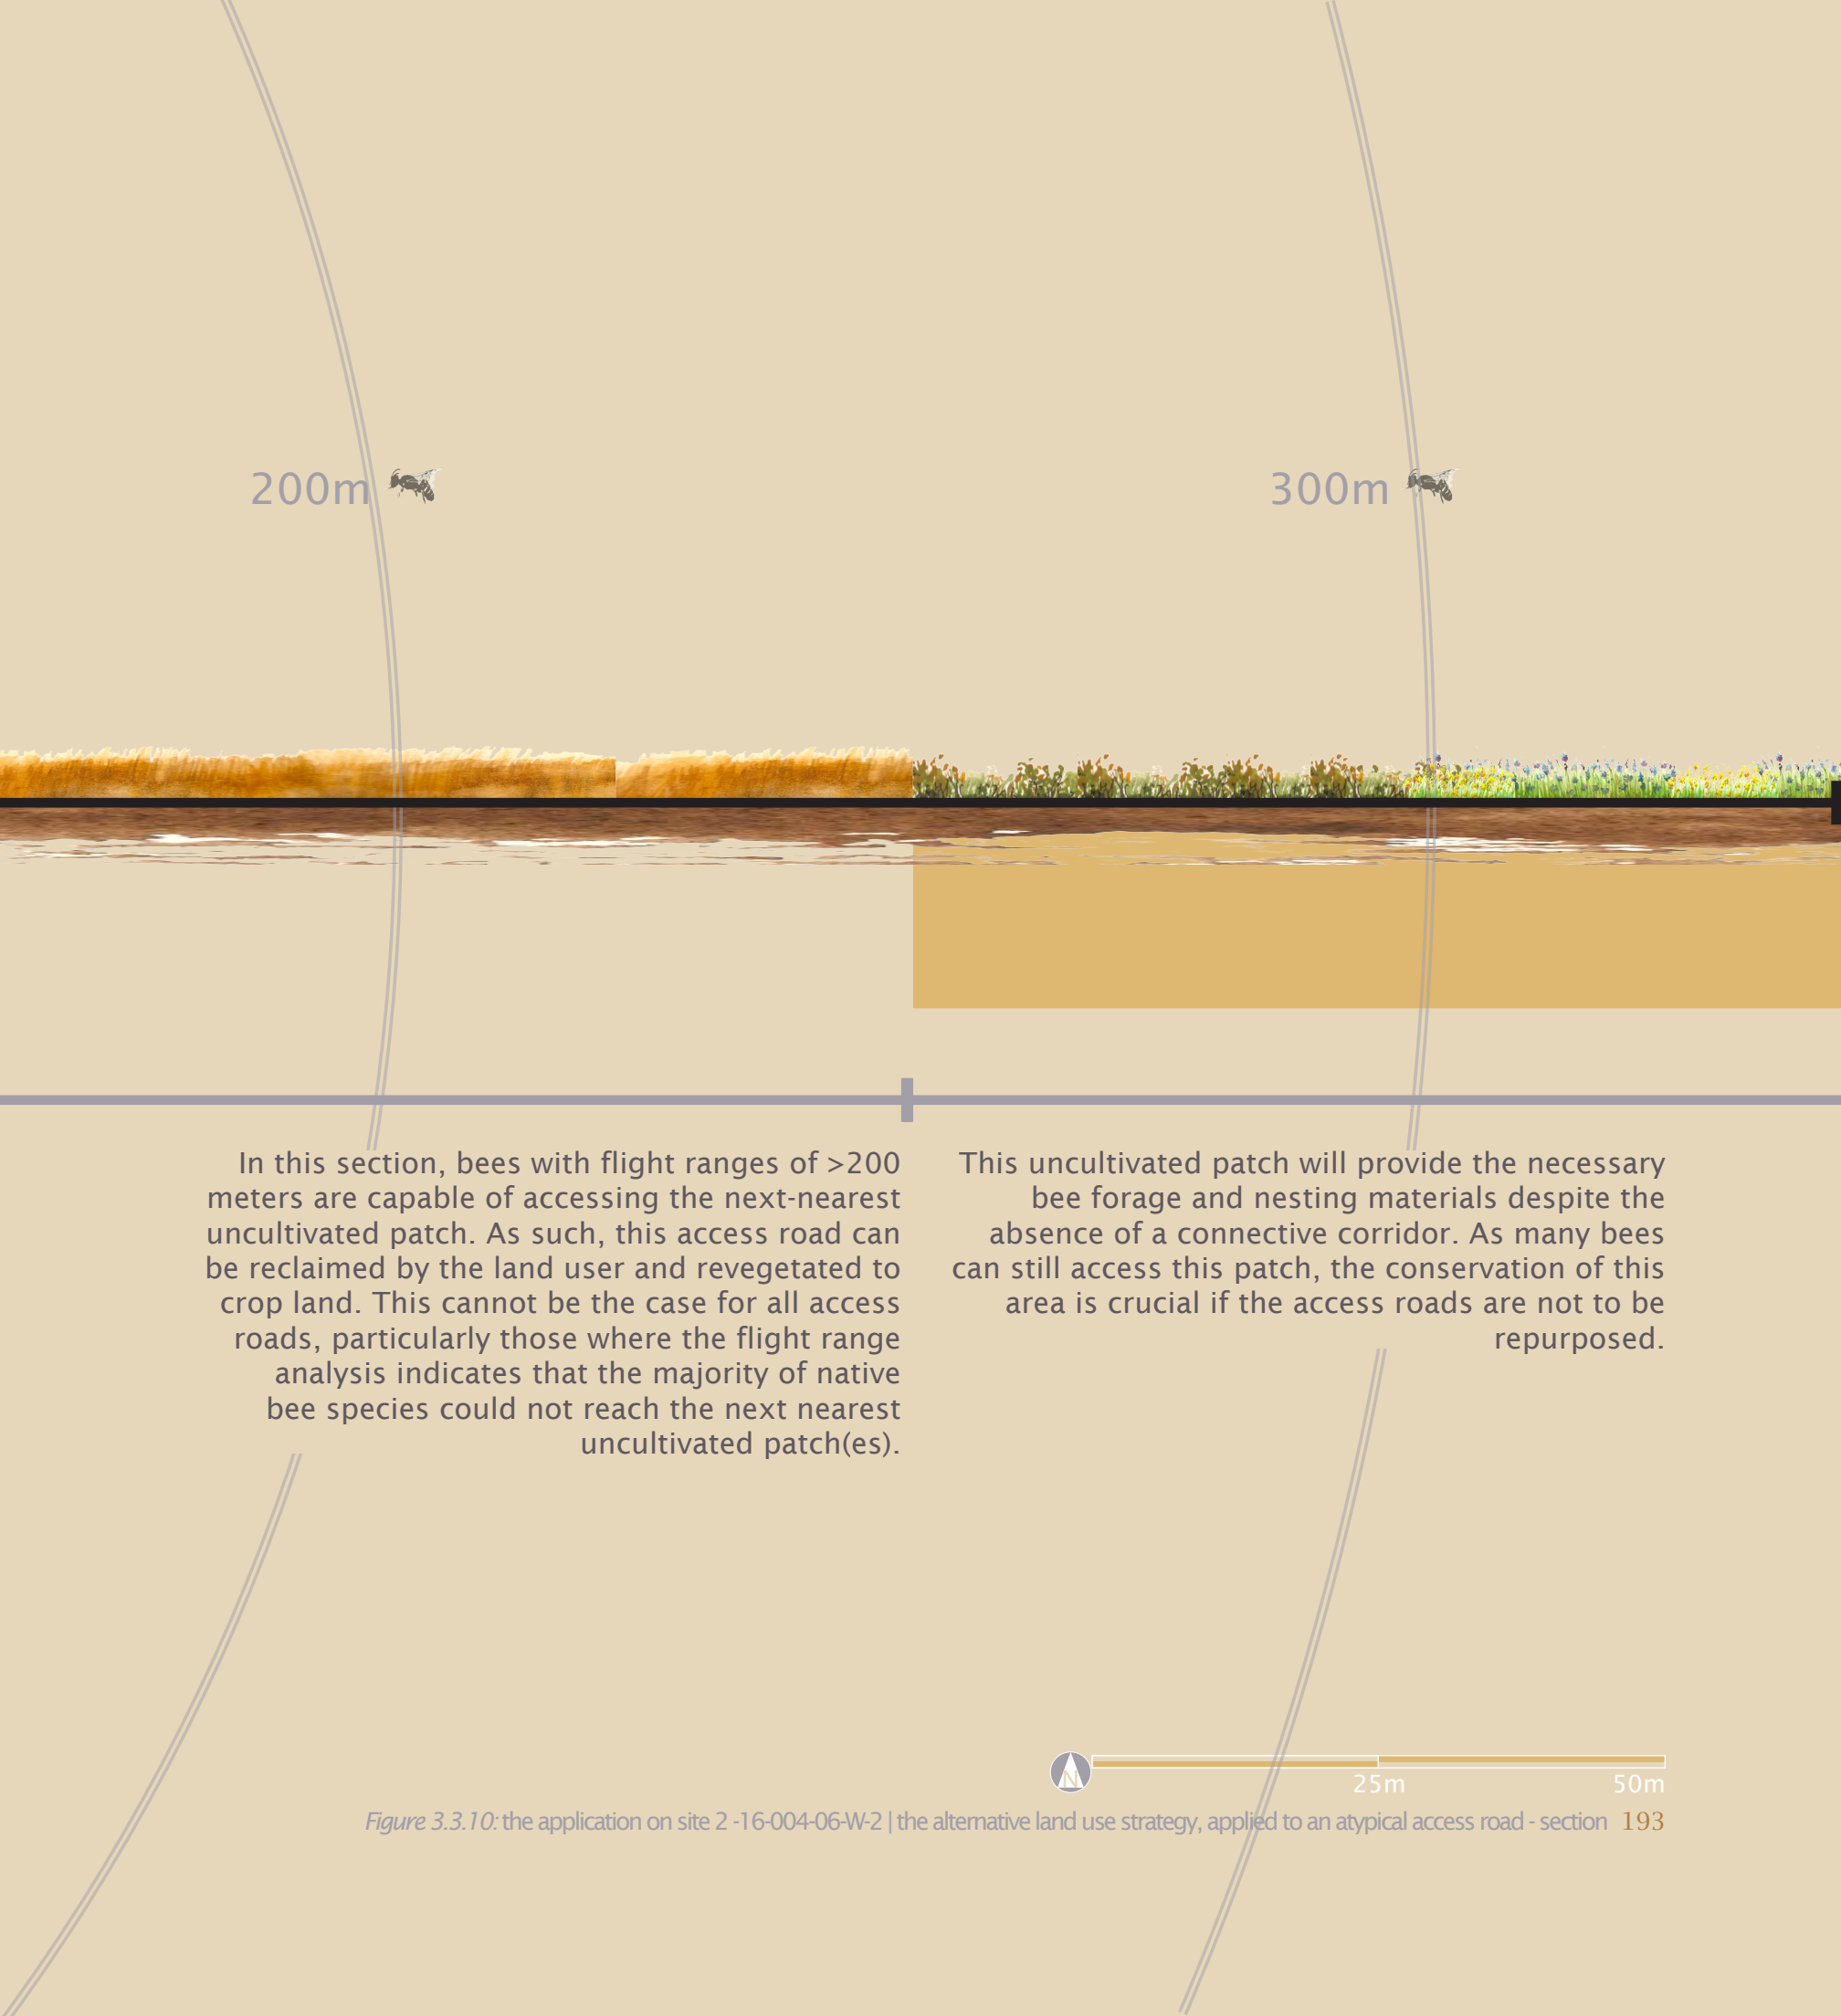 200m
300m
In this section, bees with flight ranges of >200
meters are capable of accessing the next-nearest
uncultivated patch. As such, this access road can
be reclaimed by the land user and revegetated to
crop land. This cannot be the case for all access
roads, particularly those where the flight range
analysis indicates that the majority of native
bee species could not reach the next nearest
uncultivated patch(es).
This uncultivated patch will provide the necessary
bee forage and nesting materials despite the
absence of a connective corridor. As many bees
can still access this patch, the conservation of this
area is crucial if the access roads are not to be
repurposed.
N
25m
50m
Figure 3.3.10: the application on site 2 -16-004-06-W-2 | the alternative land use strategy, applied to an atypical access road - section 193